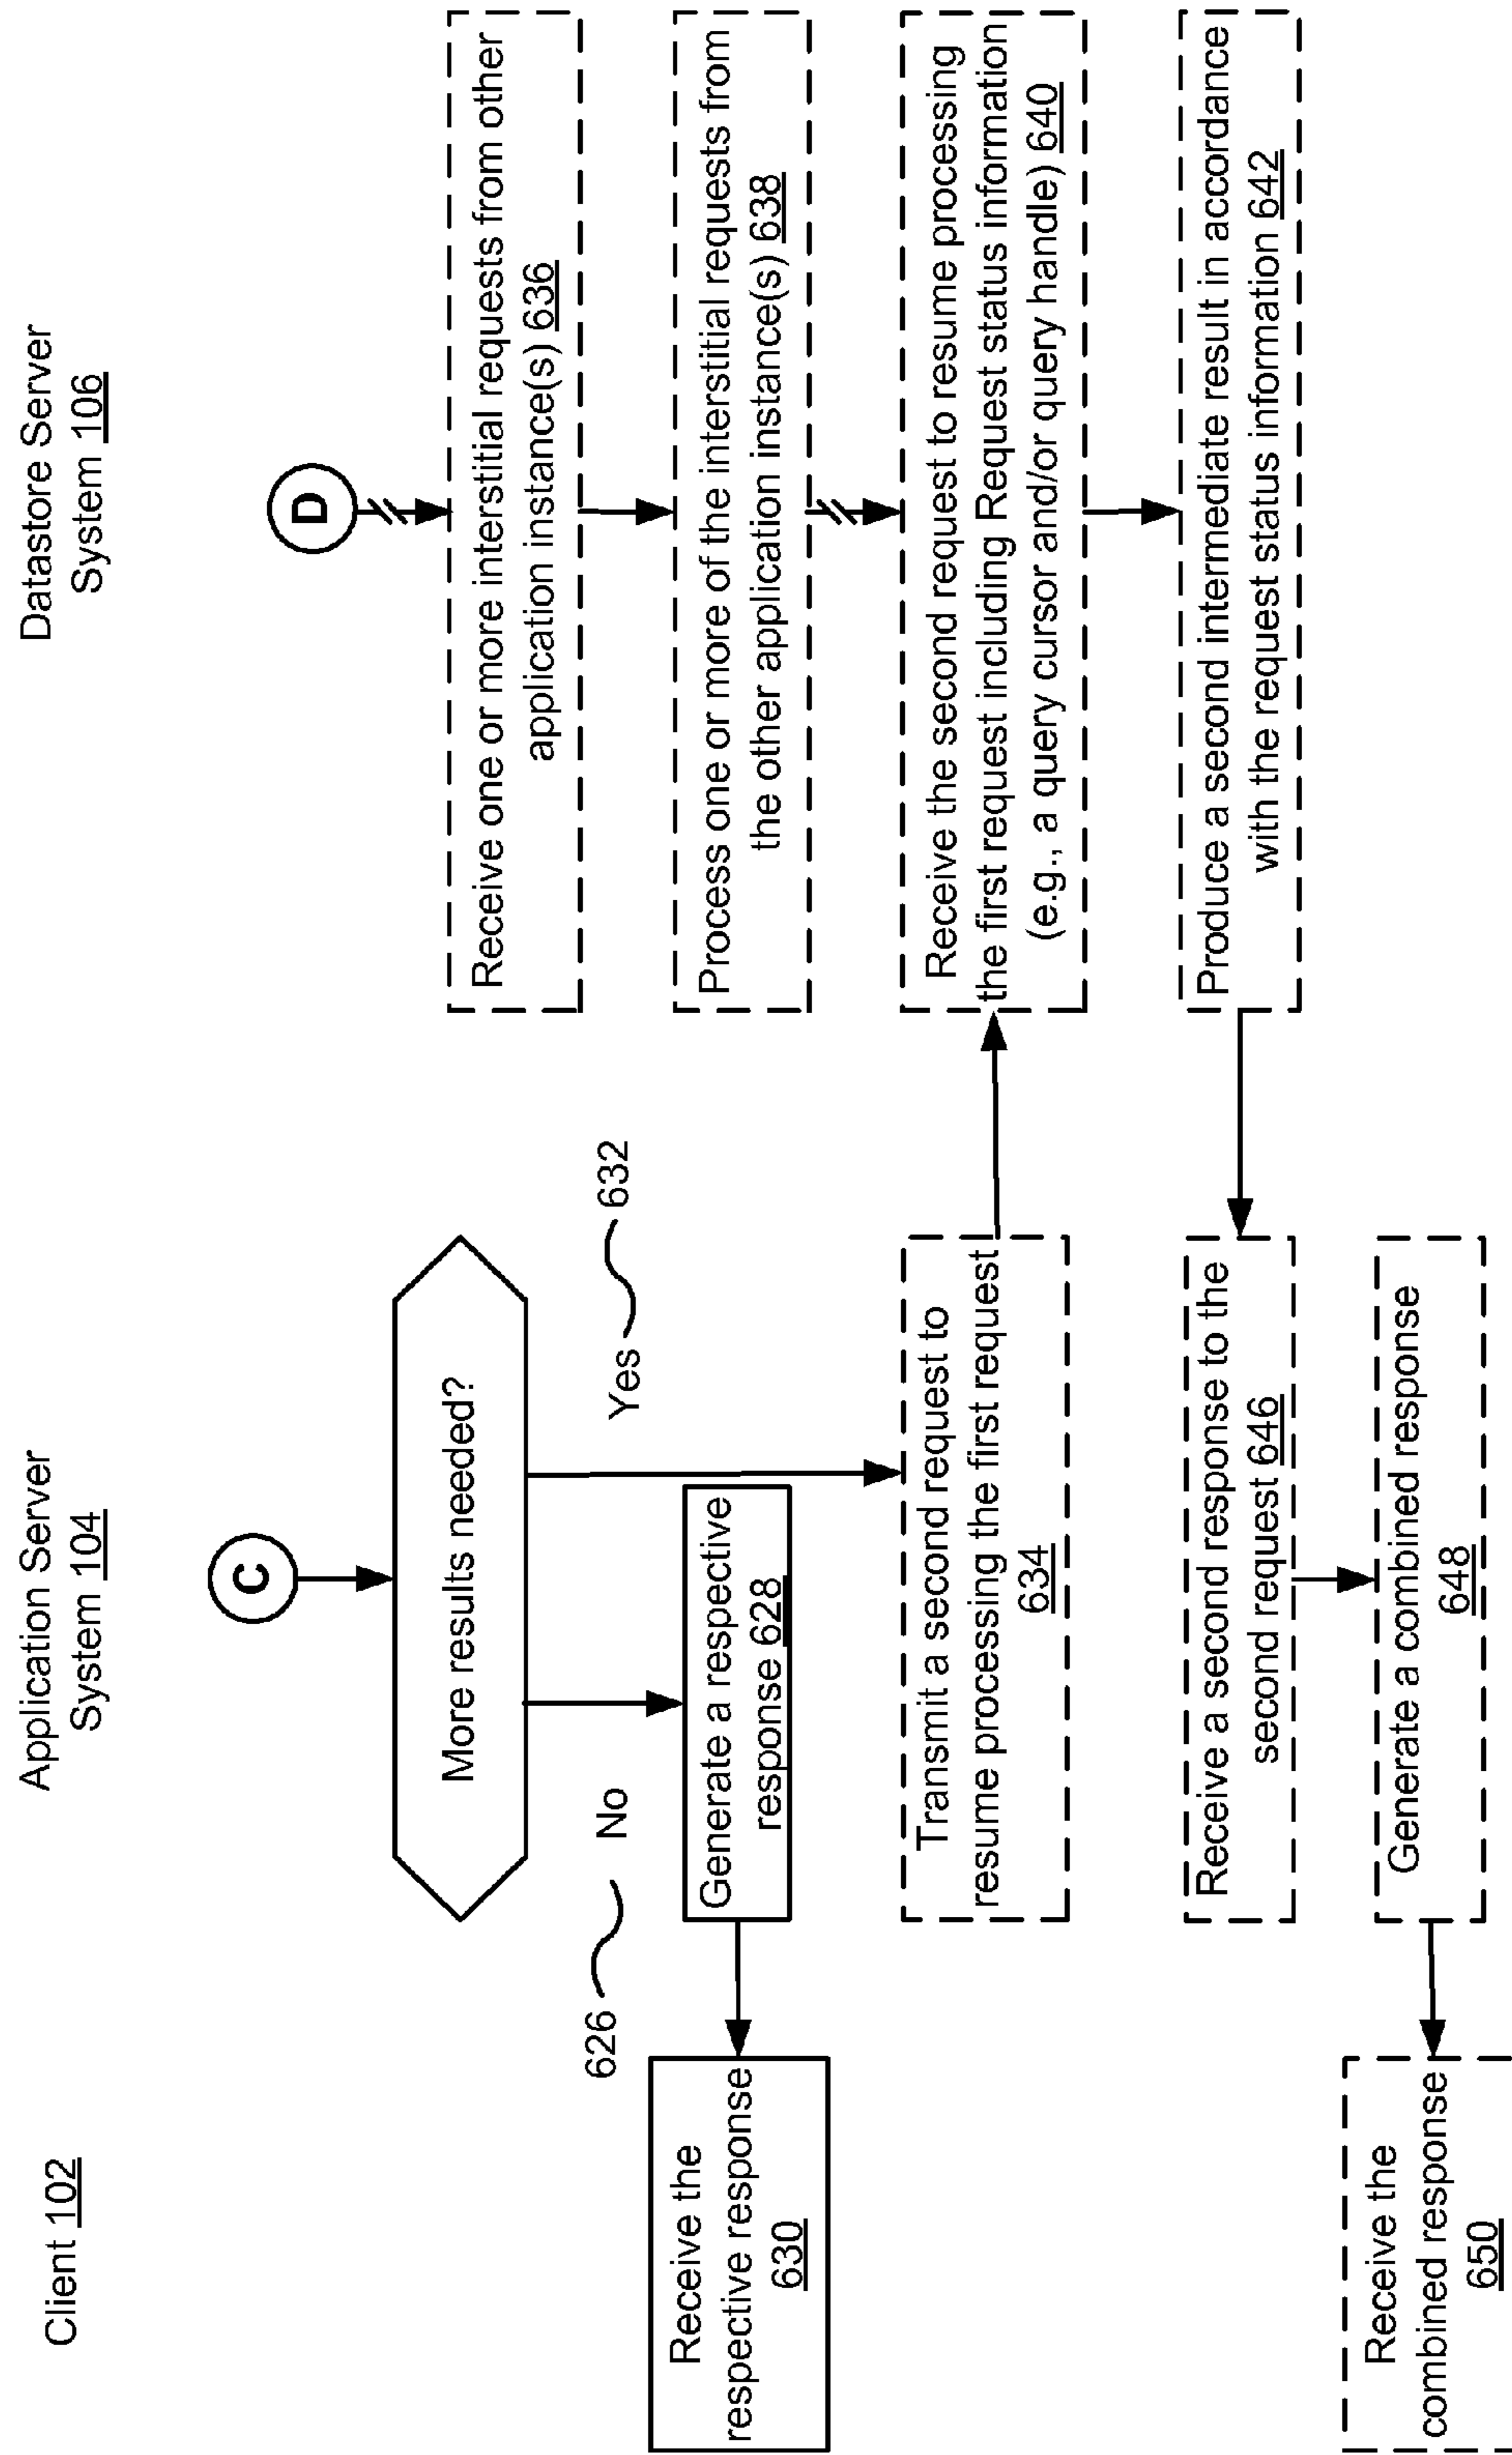 Client 102
Application Server
System 104
Datastore Server
System 106
C
D
More results needed?
626
No
Yes
632
Generate a respective
response 628
Receive the
respective response
630
Transmit a second request to
resume processing the first request
634
Receive one or more interstitial requests from other
application instance(s) 636
Process one or more of the interstitial requests from
the other application instance(s) 638
Receive the second request to resume processing
the first request including Request status information
(e.g., a query cursor and/or query handle) 640
Produce a second intermediate result in accordance
with the request status information 642
Receive a second response to the
second request 646
Generate a combined response
648
Receive the
combined response
650